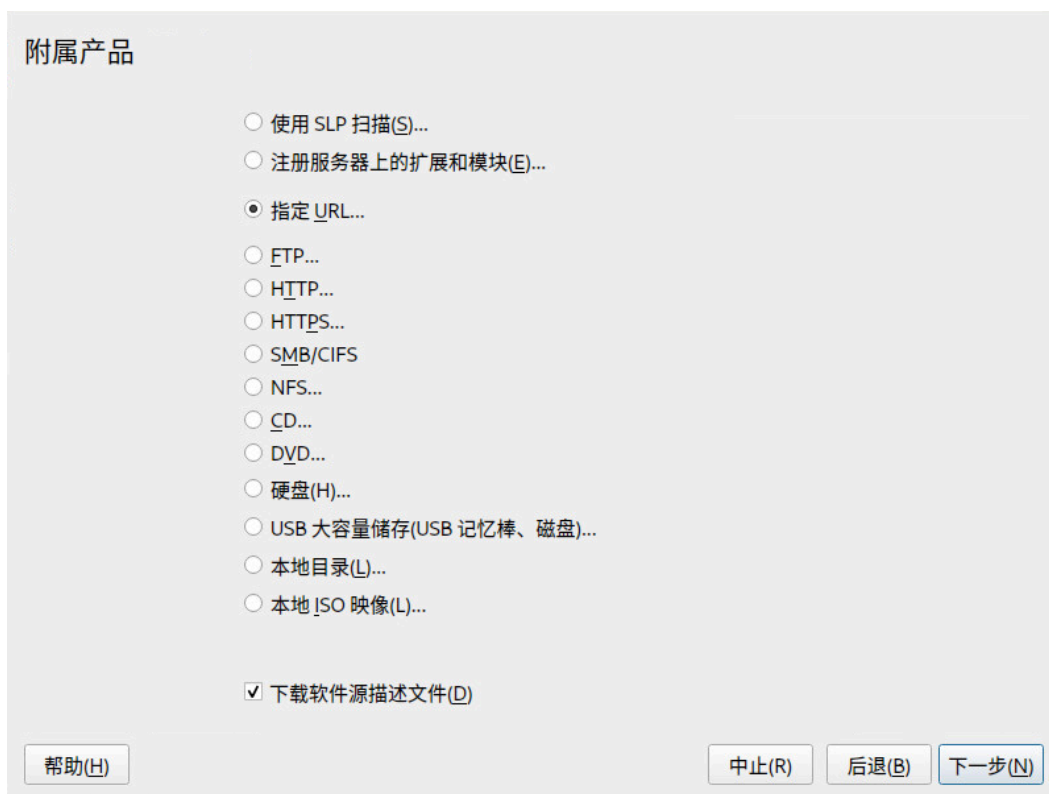 附属产品
使用 SLP 扫描(S)...
注册服务器上的扩展和模块(E)...
指定 URL...
FTP...
HTTP...
HTTPS...
SMB/CIFS
NFS...
CD...
DVD...
硬盘(H)...
USB 大容量储存(USB 记忆棒、磁盘)...
本地目录(L)...
本地 ISO 映像(L)...
下载软件源描述文件(D)
帮助(H) 中止(R) 后退(B) 下一步(N)